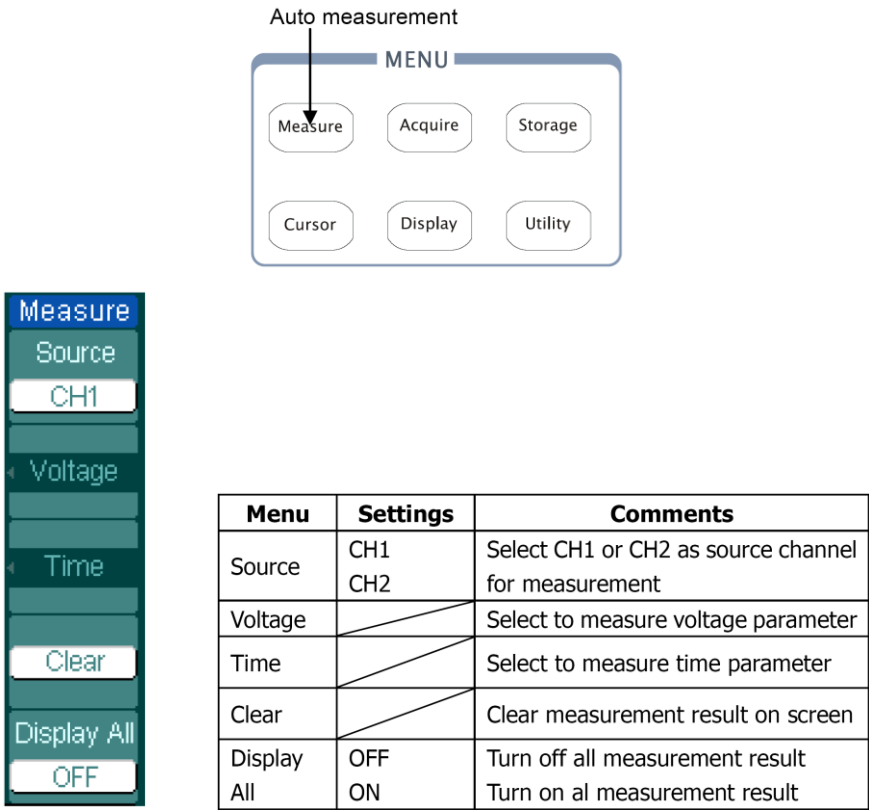 Auto measurement
MENU
Measure Acquire Storage
Cursor Display Utility
Measure
Source
CH1
Voltage
Time
Clear
Display All
OFF
Menu Settings Comments
Source CH1 Select CH1 or CH2 as source channel
CH2 for measurement
Voltage Select to measure voltage parameter
Time Select to measure time parameter
Clear Clear measurement result on screen
Display OFF Turn off all measurement result
All ON Turn on al measurement result